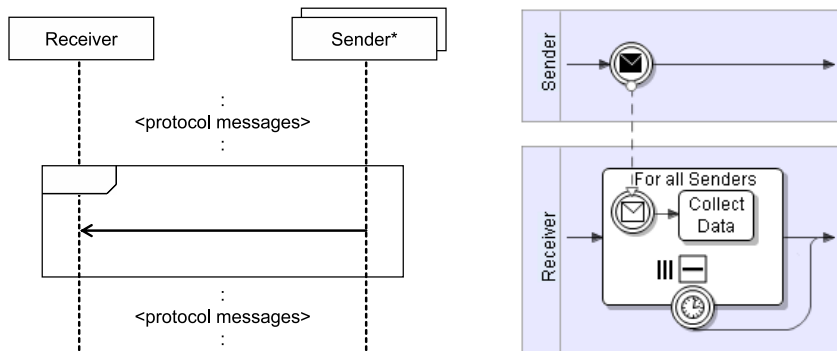 Receiver
Sender*
:
<protocol messages>
:
:
<protocol messages>
:
Sender
Receiver
For all Senders
Collect
Data